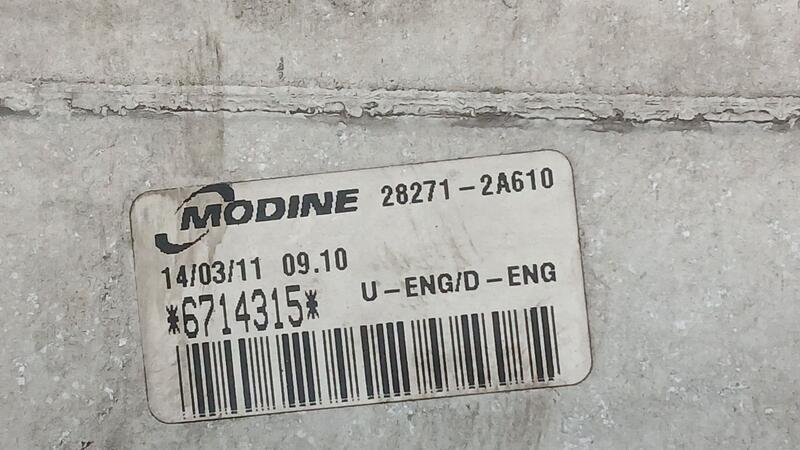 MODINE 28271-2A610
14/03/11 09.10
U-ENG/D-ENG
*6714315*